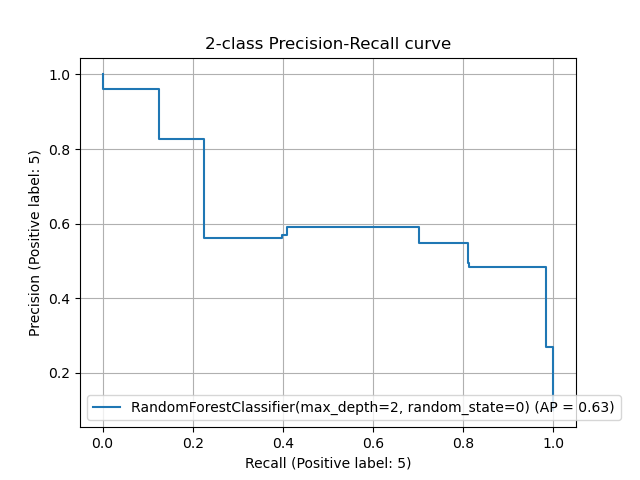 2-class Precision-Recall curve
Precision (Positive label: 5)
1.0
0.8
0.6
0.4
0.2
RandomForestClassifier(max_depth=2, random_state=0) (AP = 0.63)
0.0 0.2 0.4 0.6 0.8 1.0
Recall (Positive label: 5)